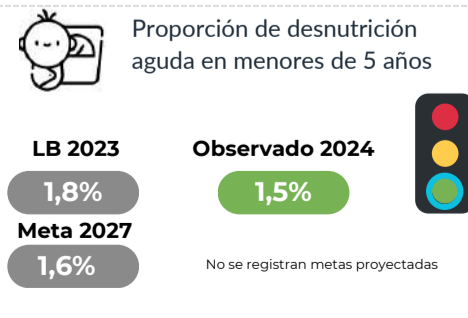 Proporción de desnutrición
aguda en menores de 5 años
LB 2023
1,8%
Observado 2024
1,5%
Meta 2027
1,6%
No se registran metas proyectadas